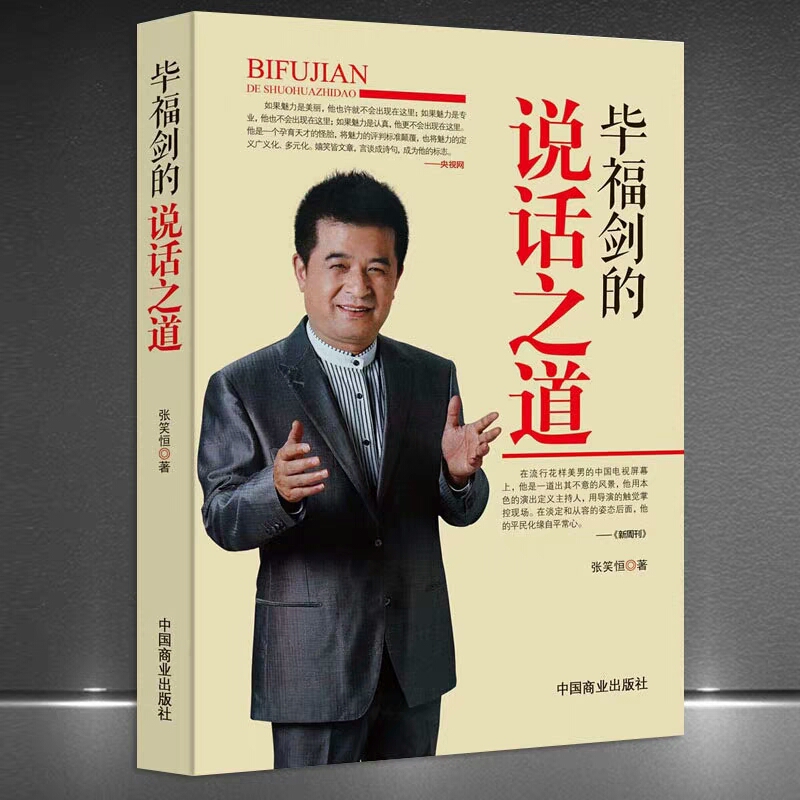 毕福剑的
说话之道
张笑恒◎著
中国商业出版社
BIFUJIAN
DE SHUOHUAZHIDAO
如果魅力是美丽，他也许就不会出现在这里；如果魅力是专
业，他也不会出现在这里；如果魅力是认真，他更不会出现在这里。
他是一个孕育天才的怪胎，将魅力的评判标准颠覆，也将魅力的定
义广义化、多元化。嬉笑皆文章，言谈成诗句，成为他的标志。
——央视网
毕福剑的
说话之道
在流行花样美男的中国电视屏幕
上，他是一道出其不意的风景，他用本
色的演出定义主持人，用导演的触觉掌
控现场。在淡定和从容的姿态后面，他
的平民化缘自平常心。
——《新周刊》
张笑恒◎著
中国商业出版社